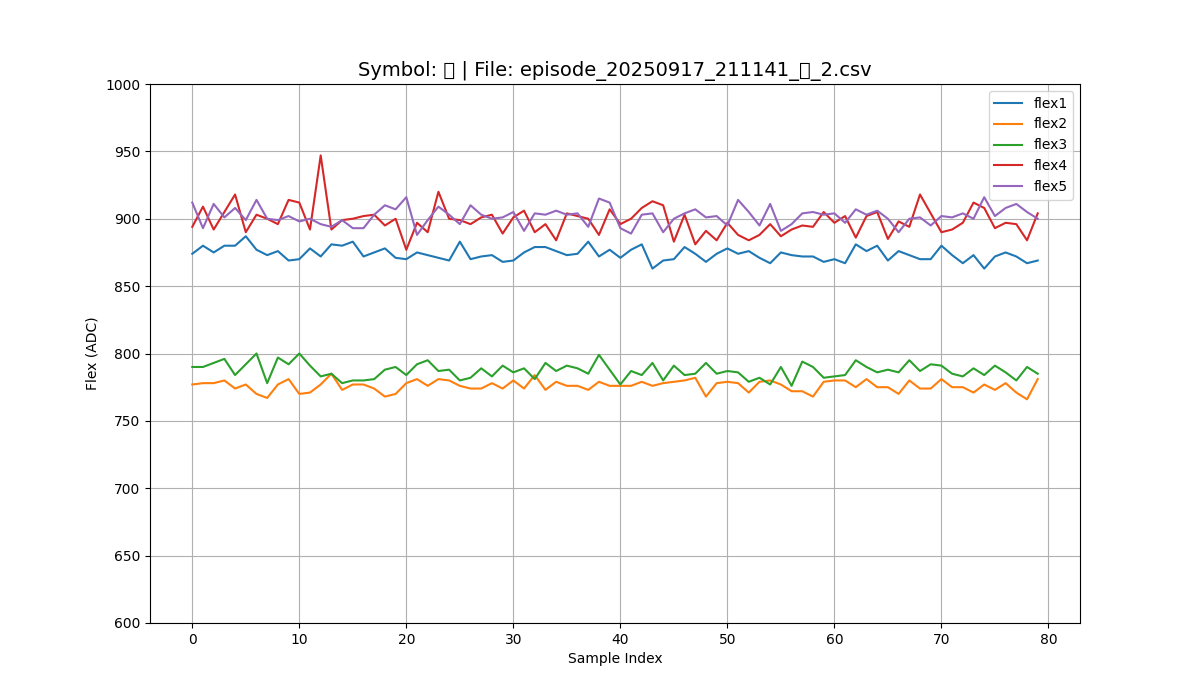 Symbol: | File: episode_20250917_211141_ _2.csv
1000
950
900
850
800
750
700
650
600
Flex (ADC)
flex1
flex2
flex3
flex4
flex5
0 10 20 30 40 50 60 70 80
Sample Index